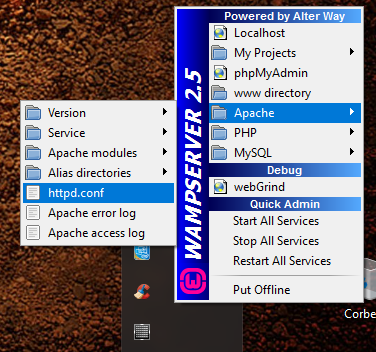 Powered by Alter Way
Localhost
My Projects
phpMyAdmin
www directory
Apache
PHP
MySQL
Debug
webGrind
Quick Admin
Start All Services
Stop All Services
Restart All Services
Put Offline
WAMPSERVER 2.5
Version
Service
Apache modules
Alias directories
httpd.conf
Apache error log
Apache access log
Corbe